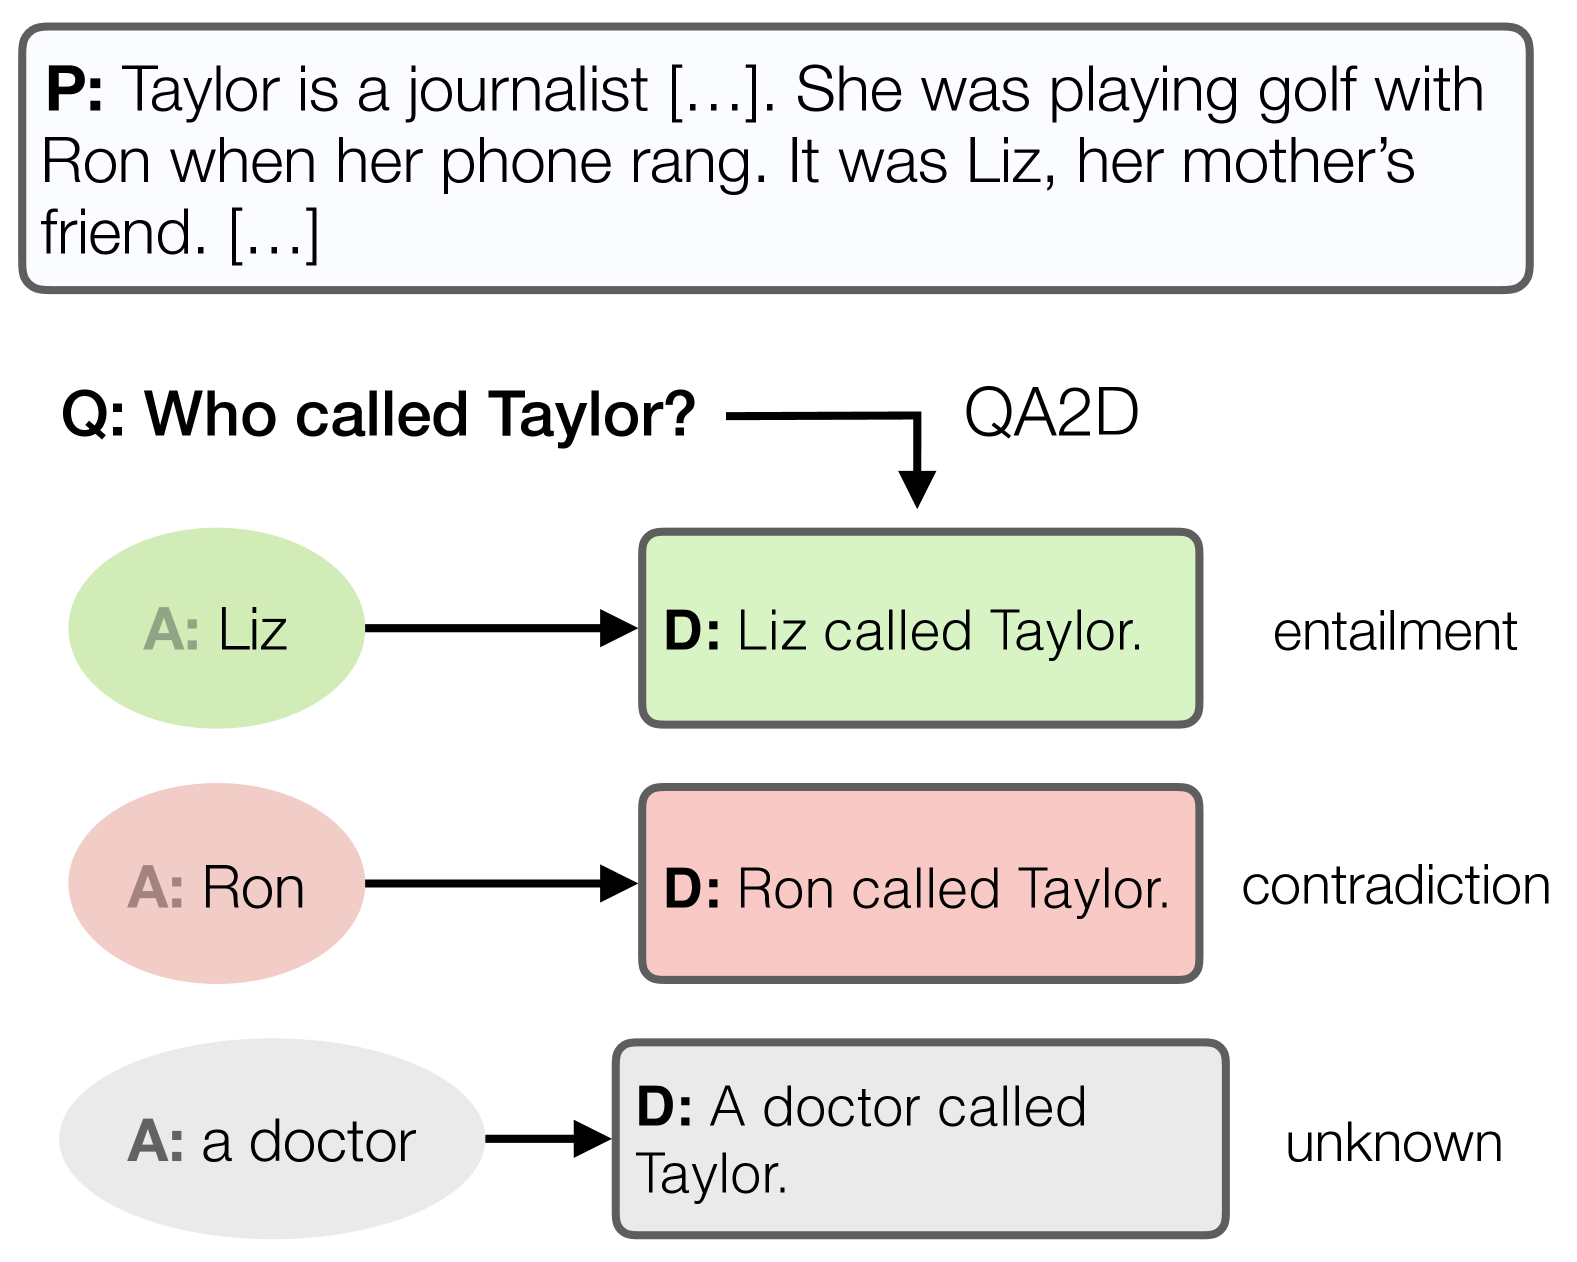 P: Taylor is a journalist […]. She was playing golf with
Ron when her phone rang. It was Liz, her mother’s
friend. […]
Q: Who called Taylor?
QA2D
A: Liz
D: Liz called Taylor.
entailment
A: Ron
D: Ron called Taylor.
contradiction
A: a doctor
D: A doctor called
Taylor.
unknown